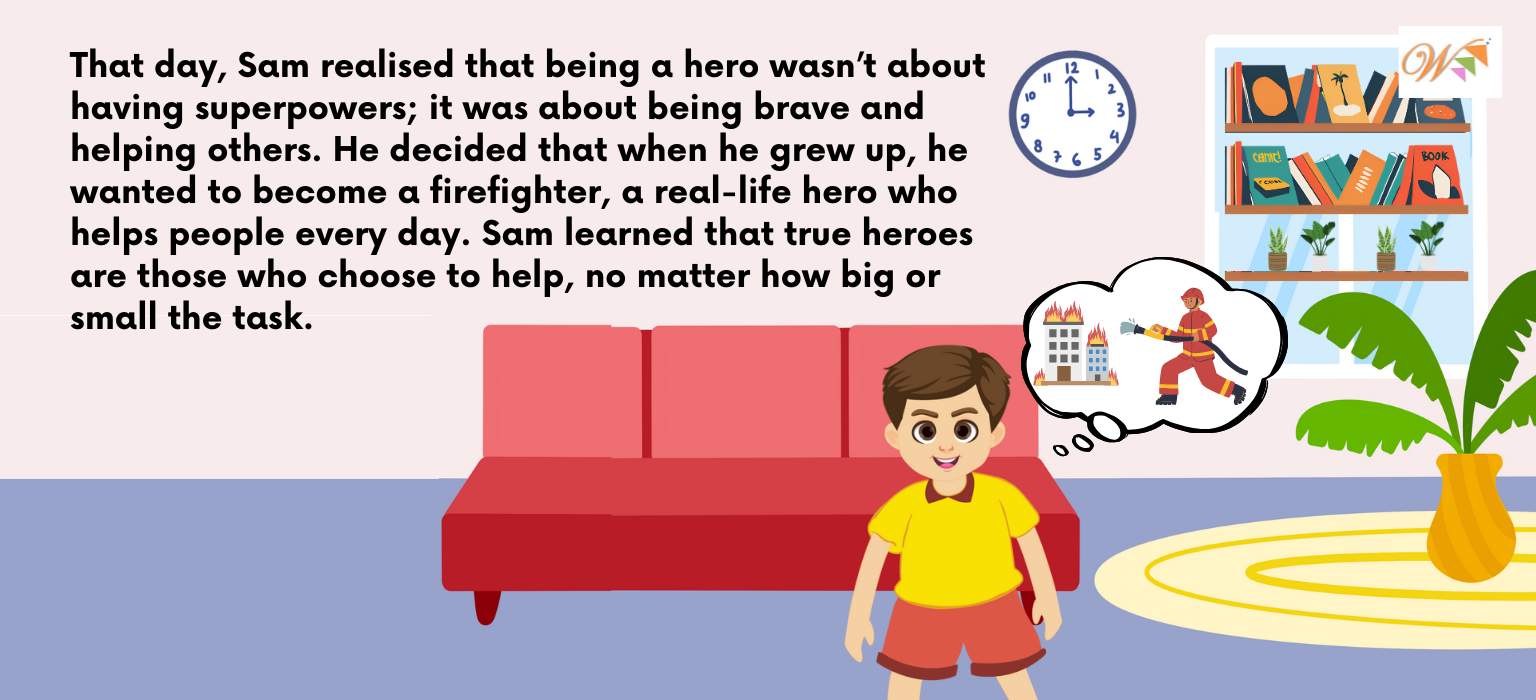 That day, Sam realised that being a hero wasn’t about
having superpowers; it was about being brave and
helping others. He decided that when he grew up, he
wanted to become a firefighter, a real-life hero who
helps people every day. Sam learned that true heroes
are those who choose to help, no matter how big or
small the task.
12
1
2
3
4
5
6
7
8
9
10
11
W
BOOK